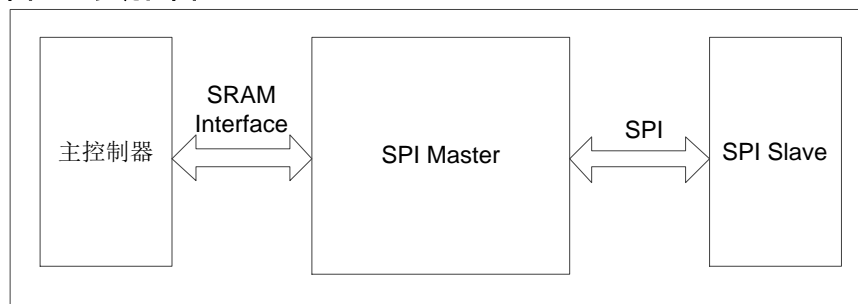 主控制器
SRAM
Interface
SPI Master
SPI
SPI Slave